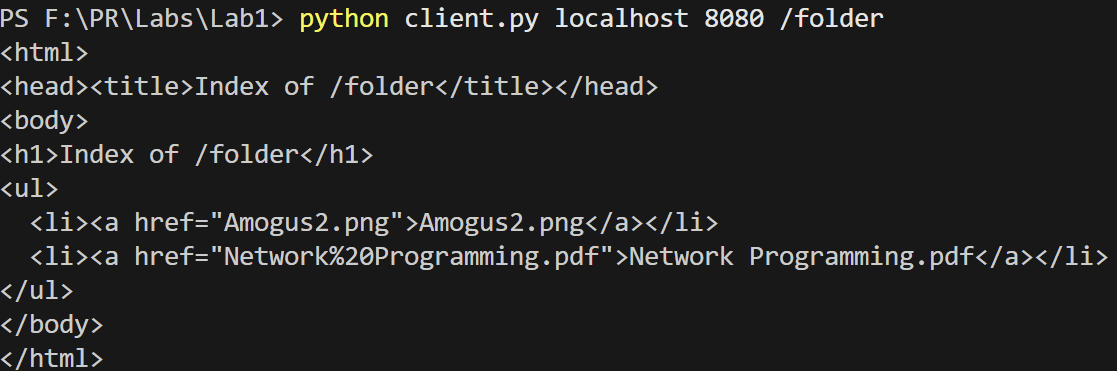 PS F:\PR\Labs\Lab1> python client.py localhost 8080 /folder
<html>
<head><title>Index of /folder</title></head>
<body>
<h1>Index of /folder</h1>
<ul>
  <li><a href="Amogus2.png">Amogus2.png</a></li>
  <li><a href="Network%20Programming.pdf">Network Programming.pdf</a></li>
</ul>
</body>
</html>